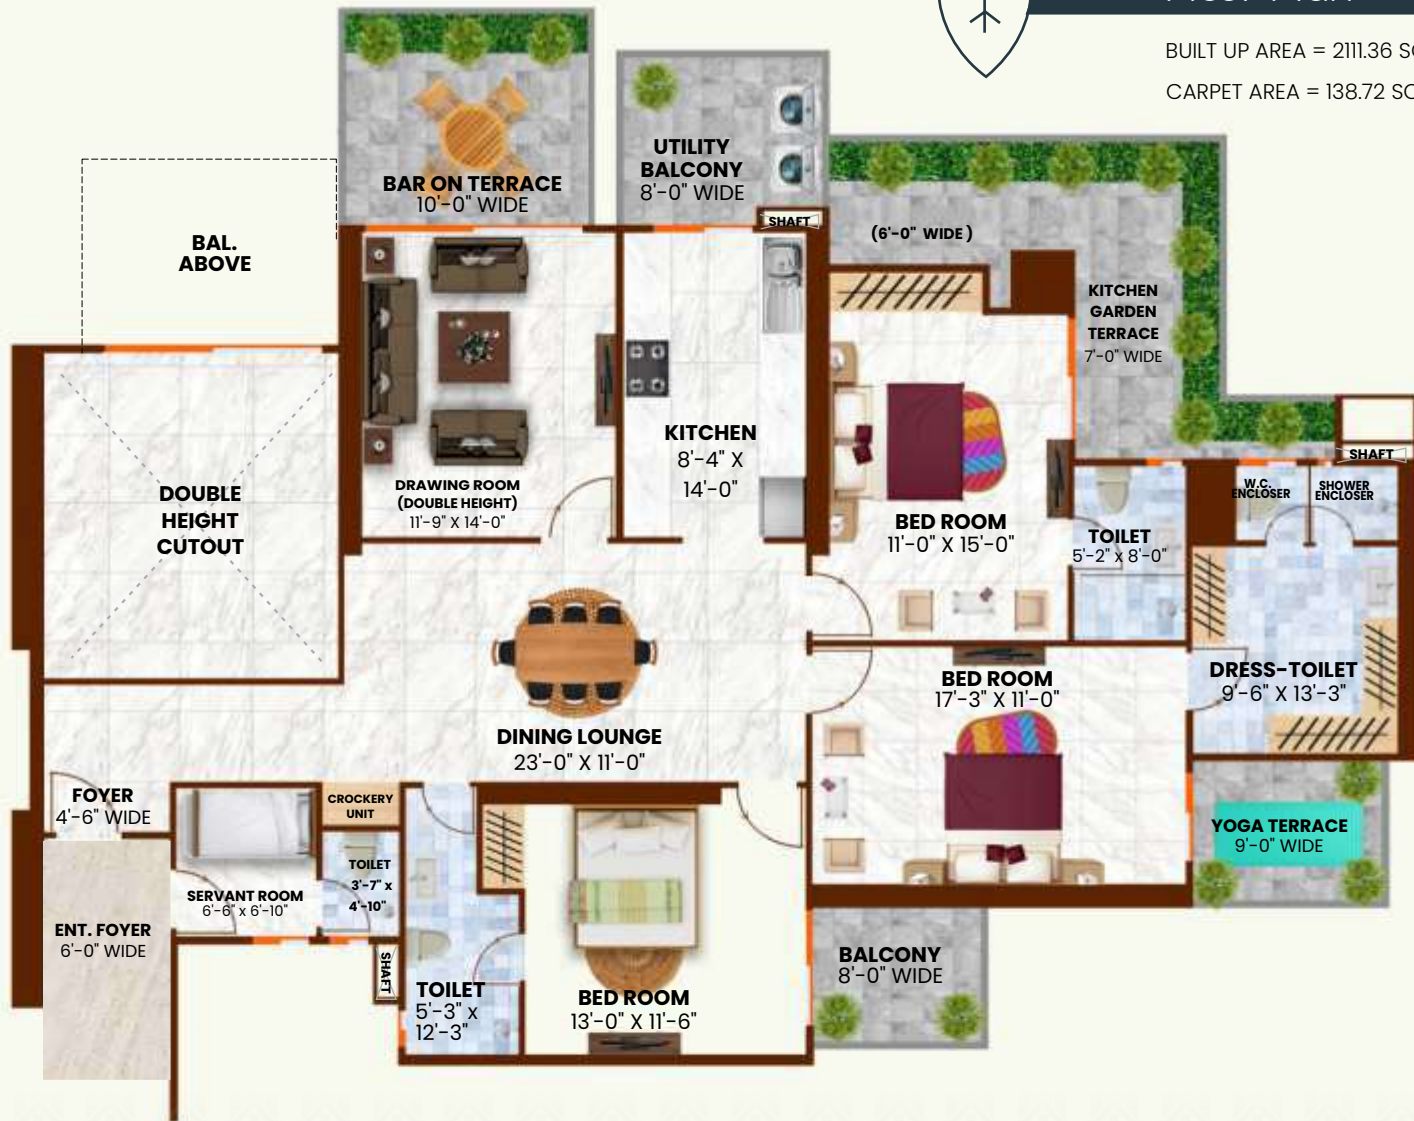 BUILT UP AREA = 2111.36
CARPET AREA = 138.72
BAR ON TERRACE
10'-0" WIDE
UTILITY
BALCONY
8'-0" WIDE
SHAFT
(6'-0" WIDE )
BAL.
ABOVE
KITCHEN
GARDEN
TERRACE
7'-0" WIDE
DOUBLE
HEIGHT
CUTOUT
DRAWING ROOM
(DOUBLE HEIGHT)
11'-9" X 14'-0"
KITCHEN
8'-4" X
14'-0"
BED ROOM
11'-0" X 15'-0"
TOILET
5'-2" x 8'-0"
SHAFT
W.C.
ENCLOSER
SHOWER
ENCLOSER
DINING LOUNGE
23'-0" X 11'-0"
BED ROOM
17'-3" X 11'-0"
DRESS-TOILET
9'-6" X 13'-3"
FOYER
4'-6" WIDE
CROCKERY
UNIT
YOGA TERRACE
9'-0" WIDE
SERVANT ROOM
6'-6" x 6'-10"
TOILET
3'-7" x
4'-10"
ENT. FOYER
6'-0" WIDE
SHAFT
TOILET
5'-3" x
12'-3"
BED ROOM
13'-0" X 11'-6"
BALCONY
8'-0" WIDE